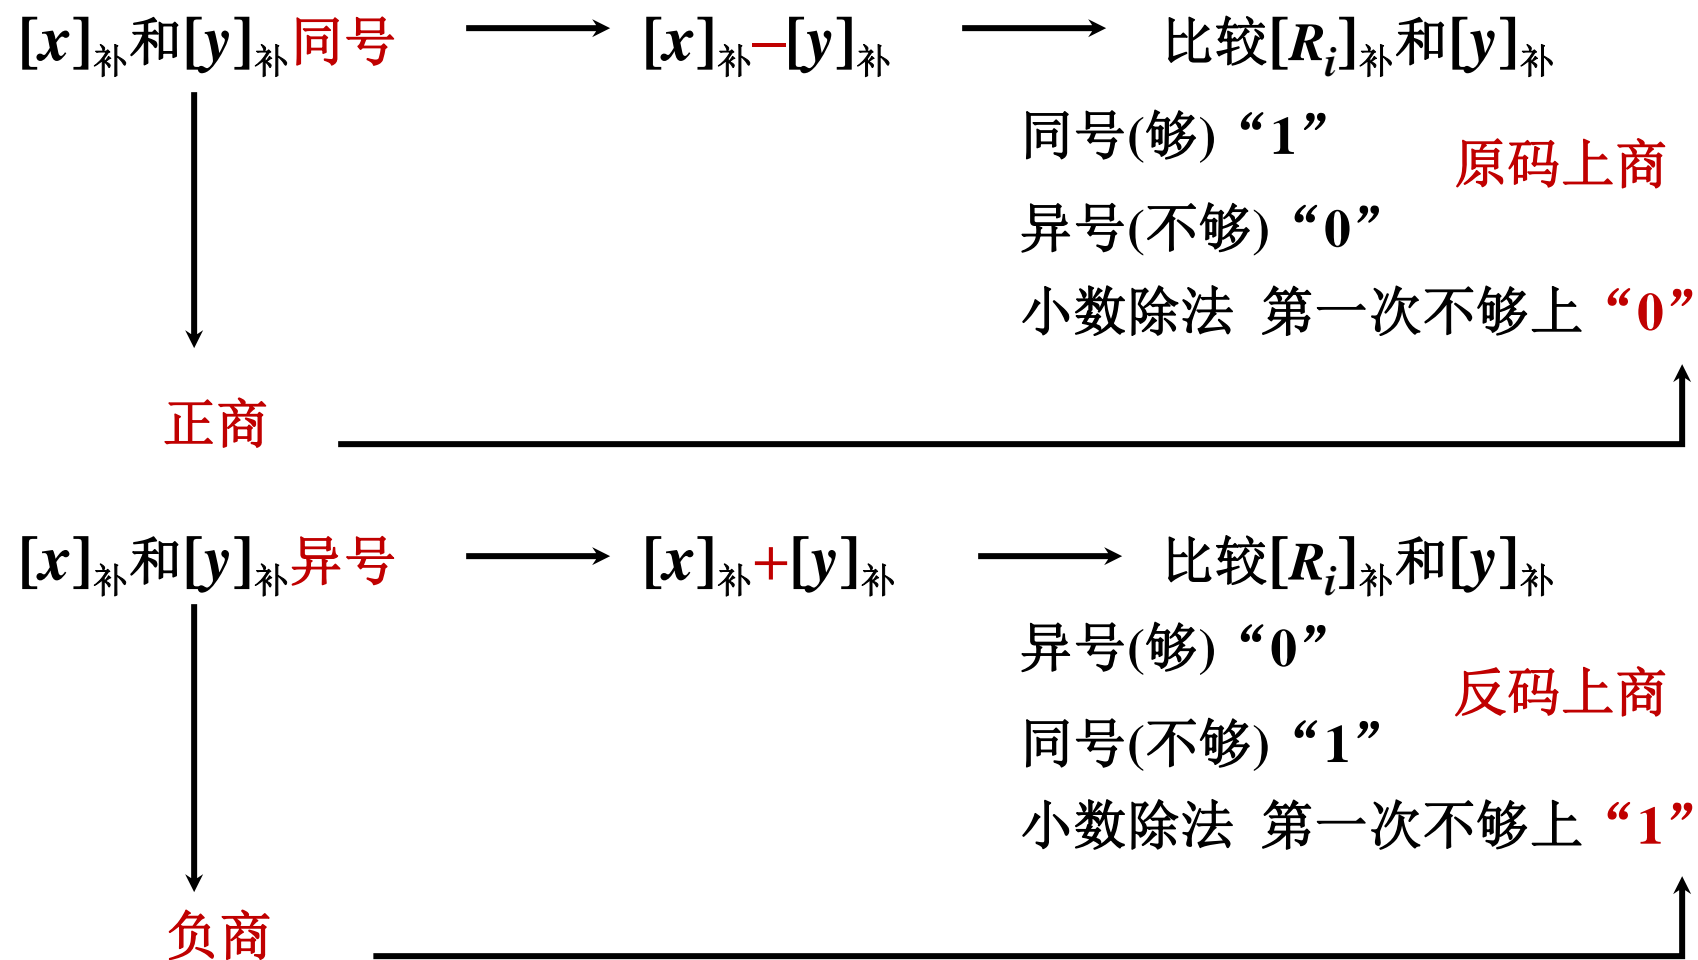 [x]补和[y]补同号 [x]补−[y]补 比较[Ri]补和[y]补
同号(够)“1”
原码上商
异号(不够)“0”
小数除法 第一次不够上“0”
正商
[x]补和[y]补异号 [x]补+[y]补 比较[Ri]补和[y]补
异号(够)“0”
反码上商
同号(不够)“1”
小数除法 第一次不够上“1”
负商